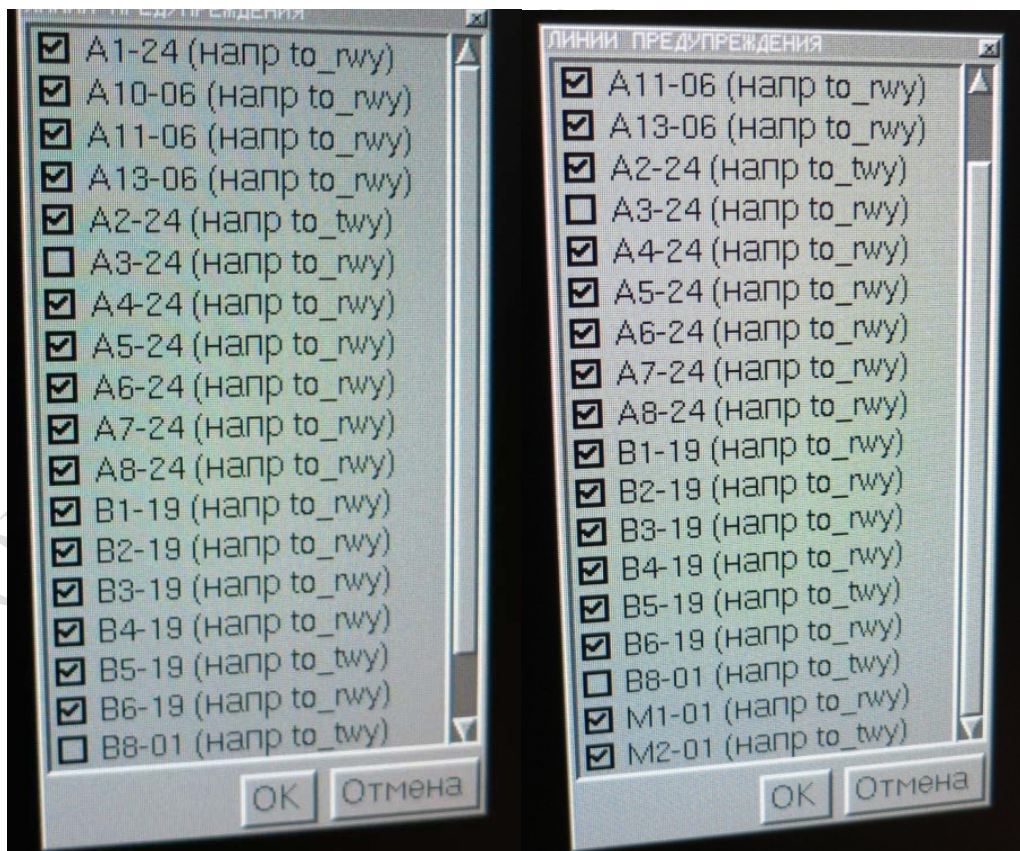 ЛИНИИ ПРЕДУПРЕЖДЕНИЯ
A1-24 (напр to_rwy)
A10-06 (напр to_rwy)
A11-06 (напр to_rwy)
A13-06 (напр to_rwy)
A2-24 (напр to_twy)
A3-24 (напр to_rwy)
A4-24 (напр to_rwy)
A5-24 (напр to_rwy)
A6-24 (напр to_rwy)
A7-24 (напр to_rwy)
A8-24 (напр to_rwy)
B1-19 (напр to_rwy)
B2-19 (напр to_rwy)
B3-19 (напр to_rwy)
B4-19 (напр to_rwy)
B5-19 (напр to_twy)
B6-19 (напр to_rwy)
B8-01 (напр to_twy)
OK Отмена
ЛИНИИ ПРЕДУПРЕЖДЕНИЯ
A11-06 (напр to_rwy)
A13-06 (напр to_rwy)
A2-24 (напр to_twy)
A3-24 (напр to_rwy)
A4-24 (напр to_rwy)
A5-24 (напр to_rwy)
A6-24 (напр to_rwy)
A7-24 (напр to_rwy)
A8-24 (напр to_rwy)
B1-19 (напр to_rwy)
B2-19 (напр to_rwy)
B3-19 (напр to_rwy)
B4-19 (напр to_rwy)
B5-19 (напр to_twy)
B6-19 (напр to_rwy)
B8-01 (напр to_twy)
M1-01 (напр to_rwy)
M2-01 (напр to_twy)
OK Отмена